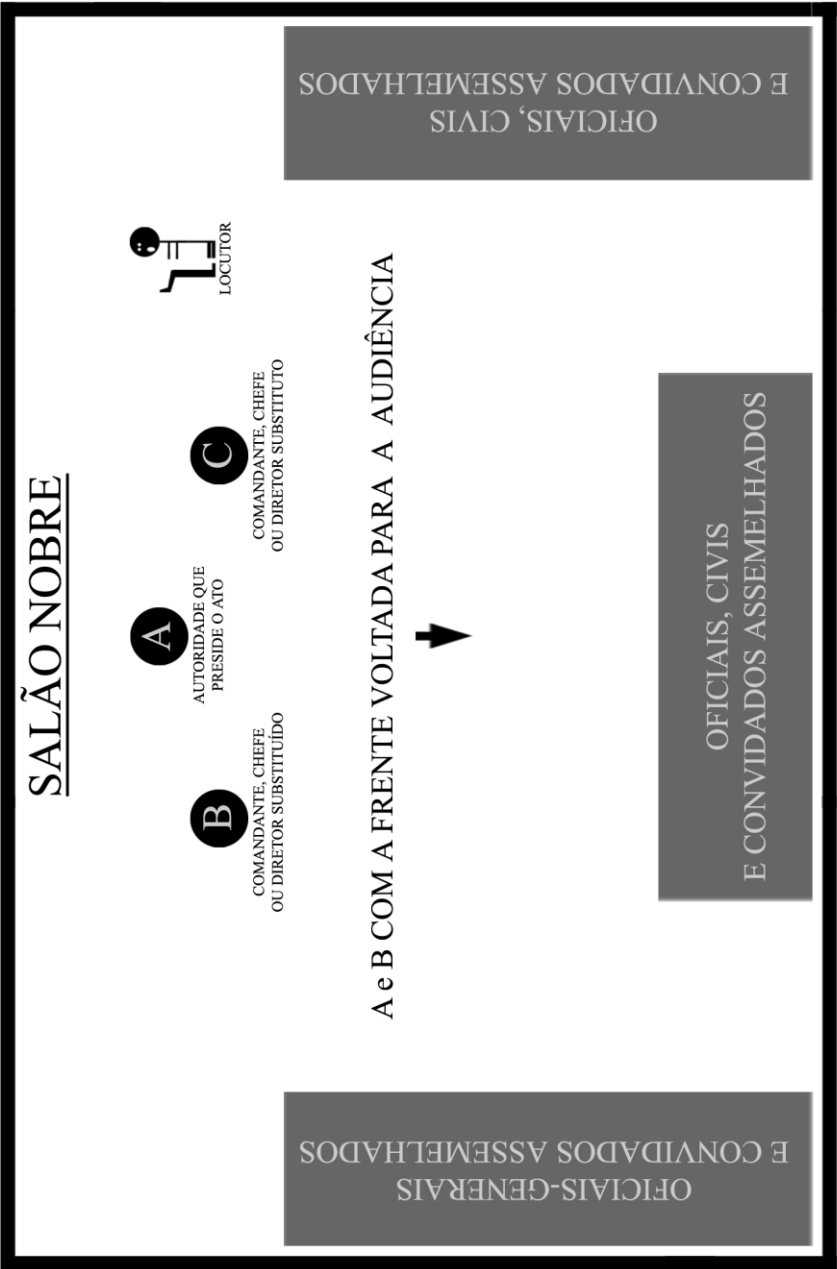 SALÃO NOBRE
A
AUTORIDADE QUE
PRESIDE O ATO
B
COMANDANTE, CHEFE
OU DIRETOR SUBSTITUÍDO
C
COMANDANTE, CHEFE
OU DIRETOR SUBSTITUTO
LOCUTOR
A e B COM A FRENTE VOLTADA PARA A AUDIÊNCIA
OFICIAIS-GENERAIS
E CONVIDADOS ASSEMELHADOS
OFICIAIS, CIVIS
E CONVIDADOS ASSEMELHADOS
OFICIAIS, CIVIS
E CONVIDADOS ASSEMELHADOS